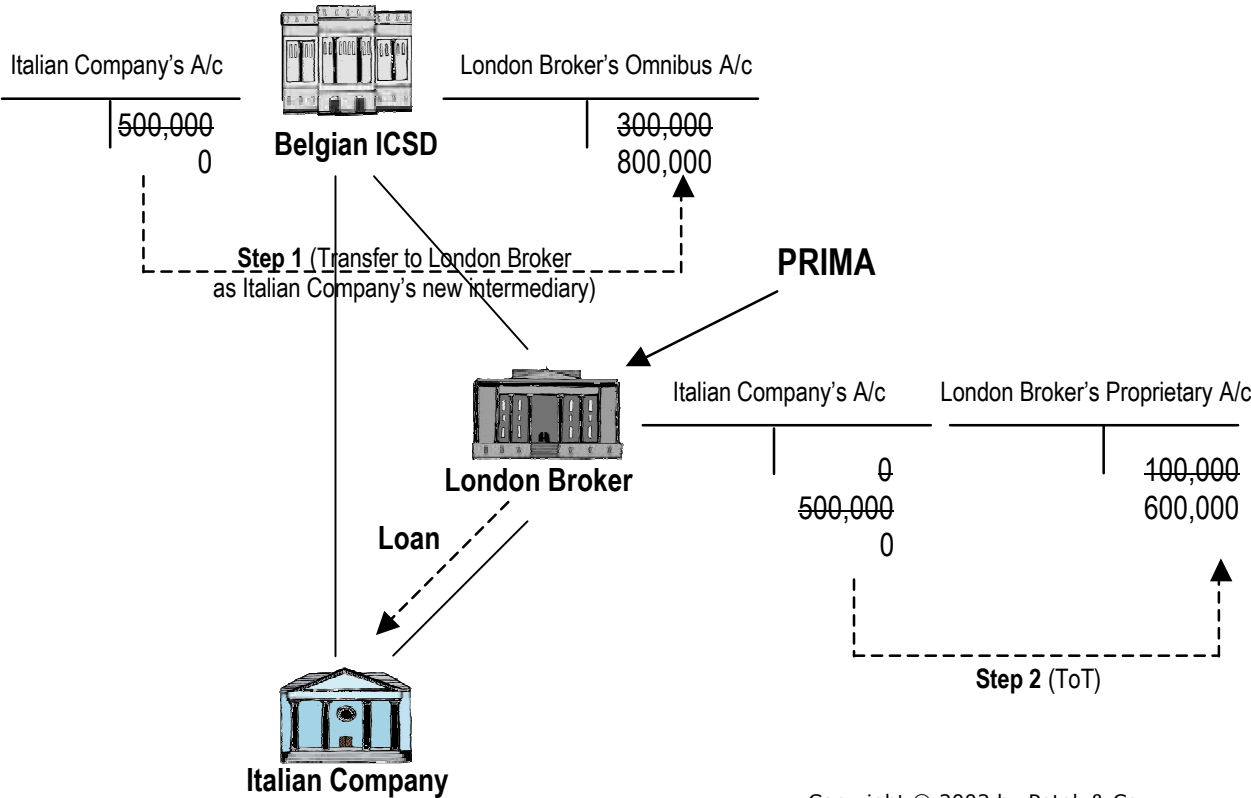 Italian Company's A/c
London Broker's Omnibus A/c
500,000
0
Belgian ICSD
300,000
800,000
Step 1 (Transfer to London Broker
as Italian Company's new intermediary)
PRIMA
Italian Company's A/c
London Broker's Proprietary A/c
London Broker
0
500,000
0
100,000
600,000
Loan
Step 2 (ToT)
Italian Company